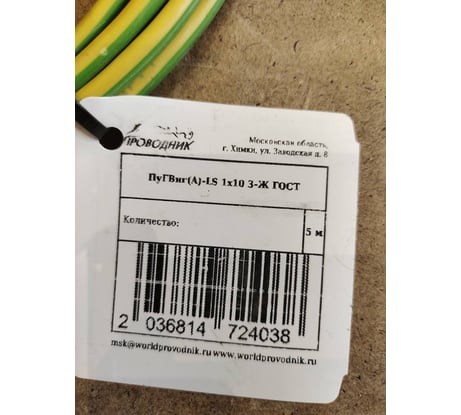 ПРОВОДНИК
Московская область,
г. Химки, ул. Заводская д. 8
ПуГВнг(А)-LS 1х10 З-Ж ГОСТ
Количество:
5 м
2 036814 724038
msk@worldprovodnik.ru www.worldprovodnik.ru